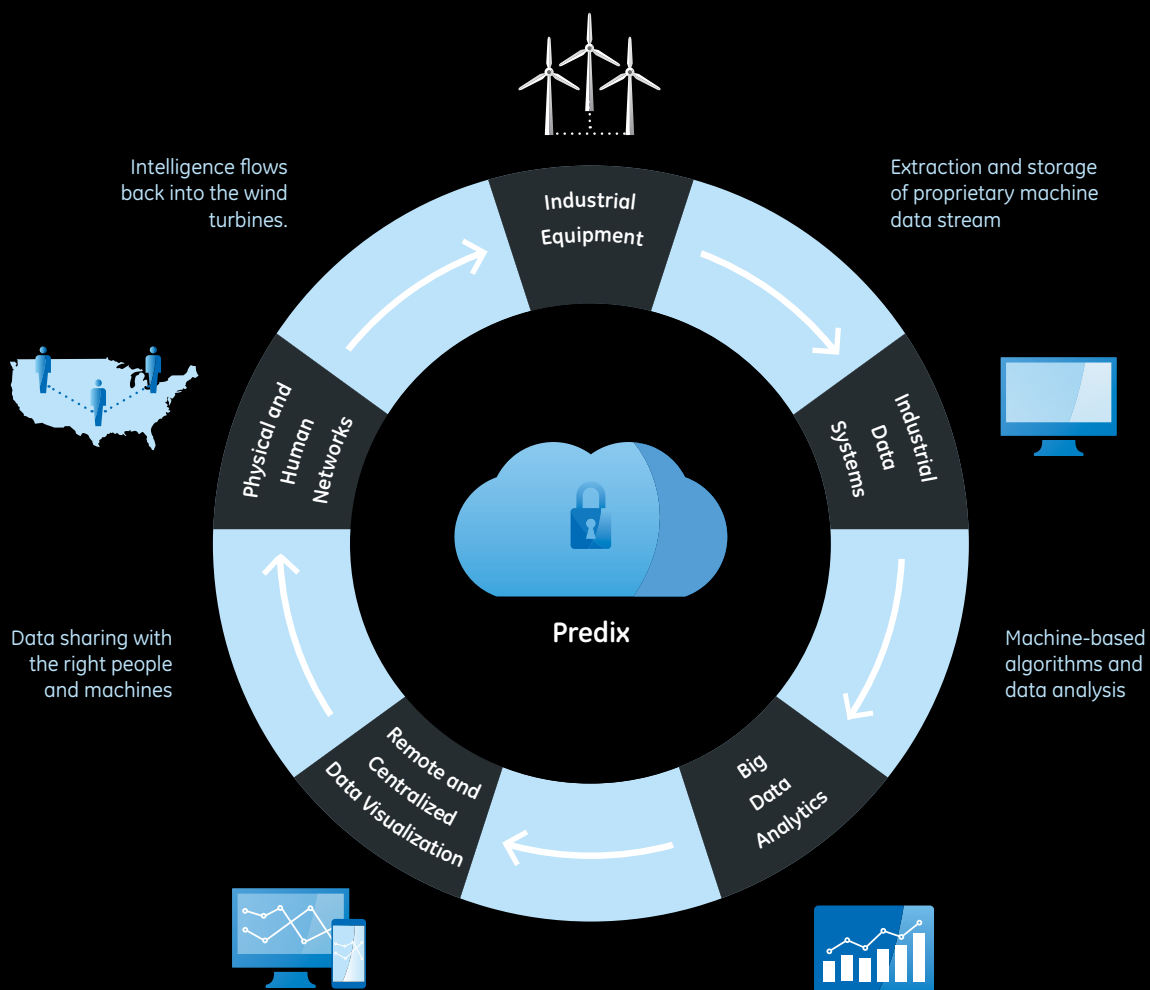 Intelligence flows
back into the wind
turbines.
Industrial
Equipment
Extraction and storage
of proprietary machine
data stream
Physical and
Human
Networks
Industrial
Data
Systems
Predix
Data sharing with
the right people
and machines
Machine-based
algorithms and
data analysis
Remote and
Centralized
Data Visualization
Big
Data
Analytics